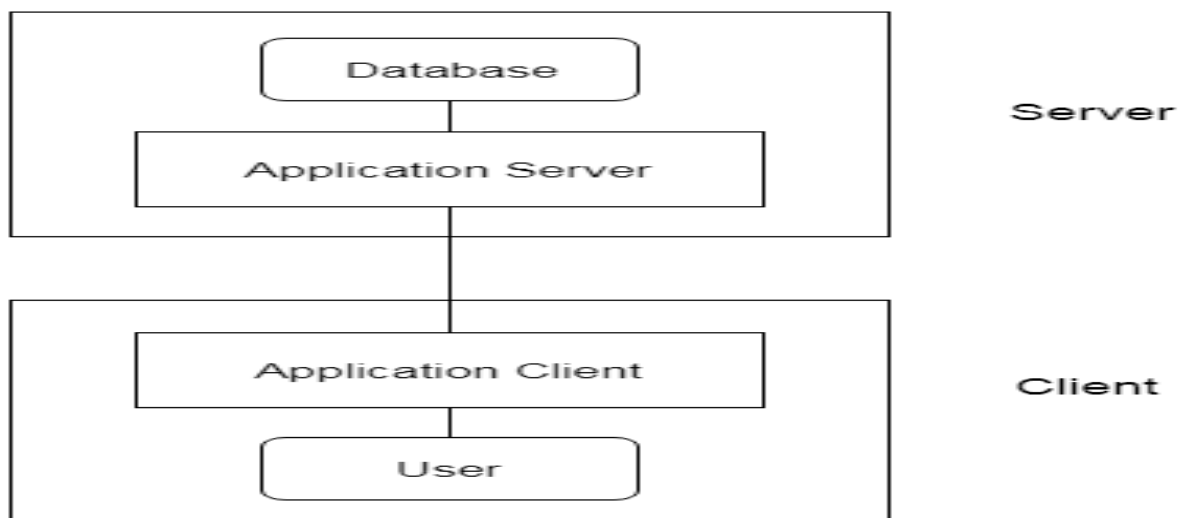 Database
Server
Application Server
Application Client
Client
User